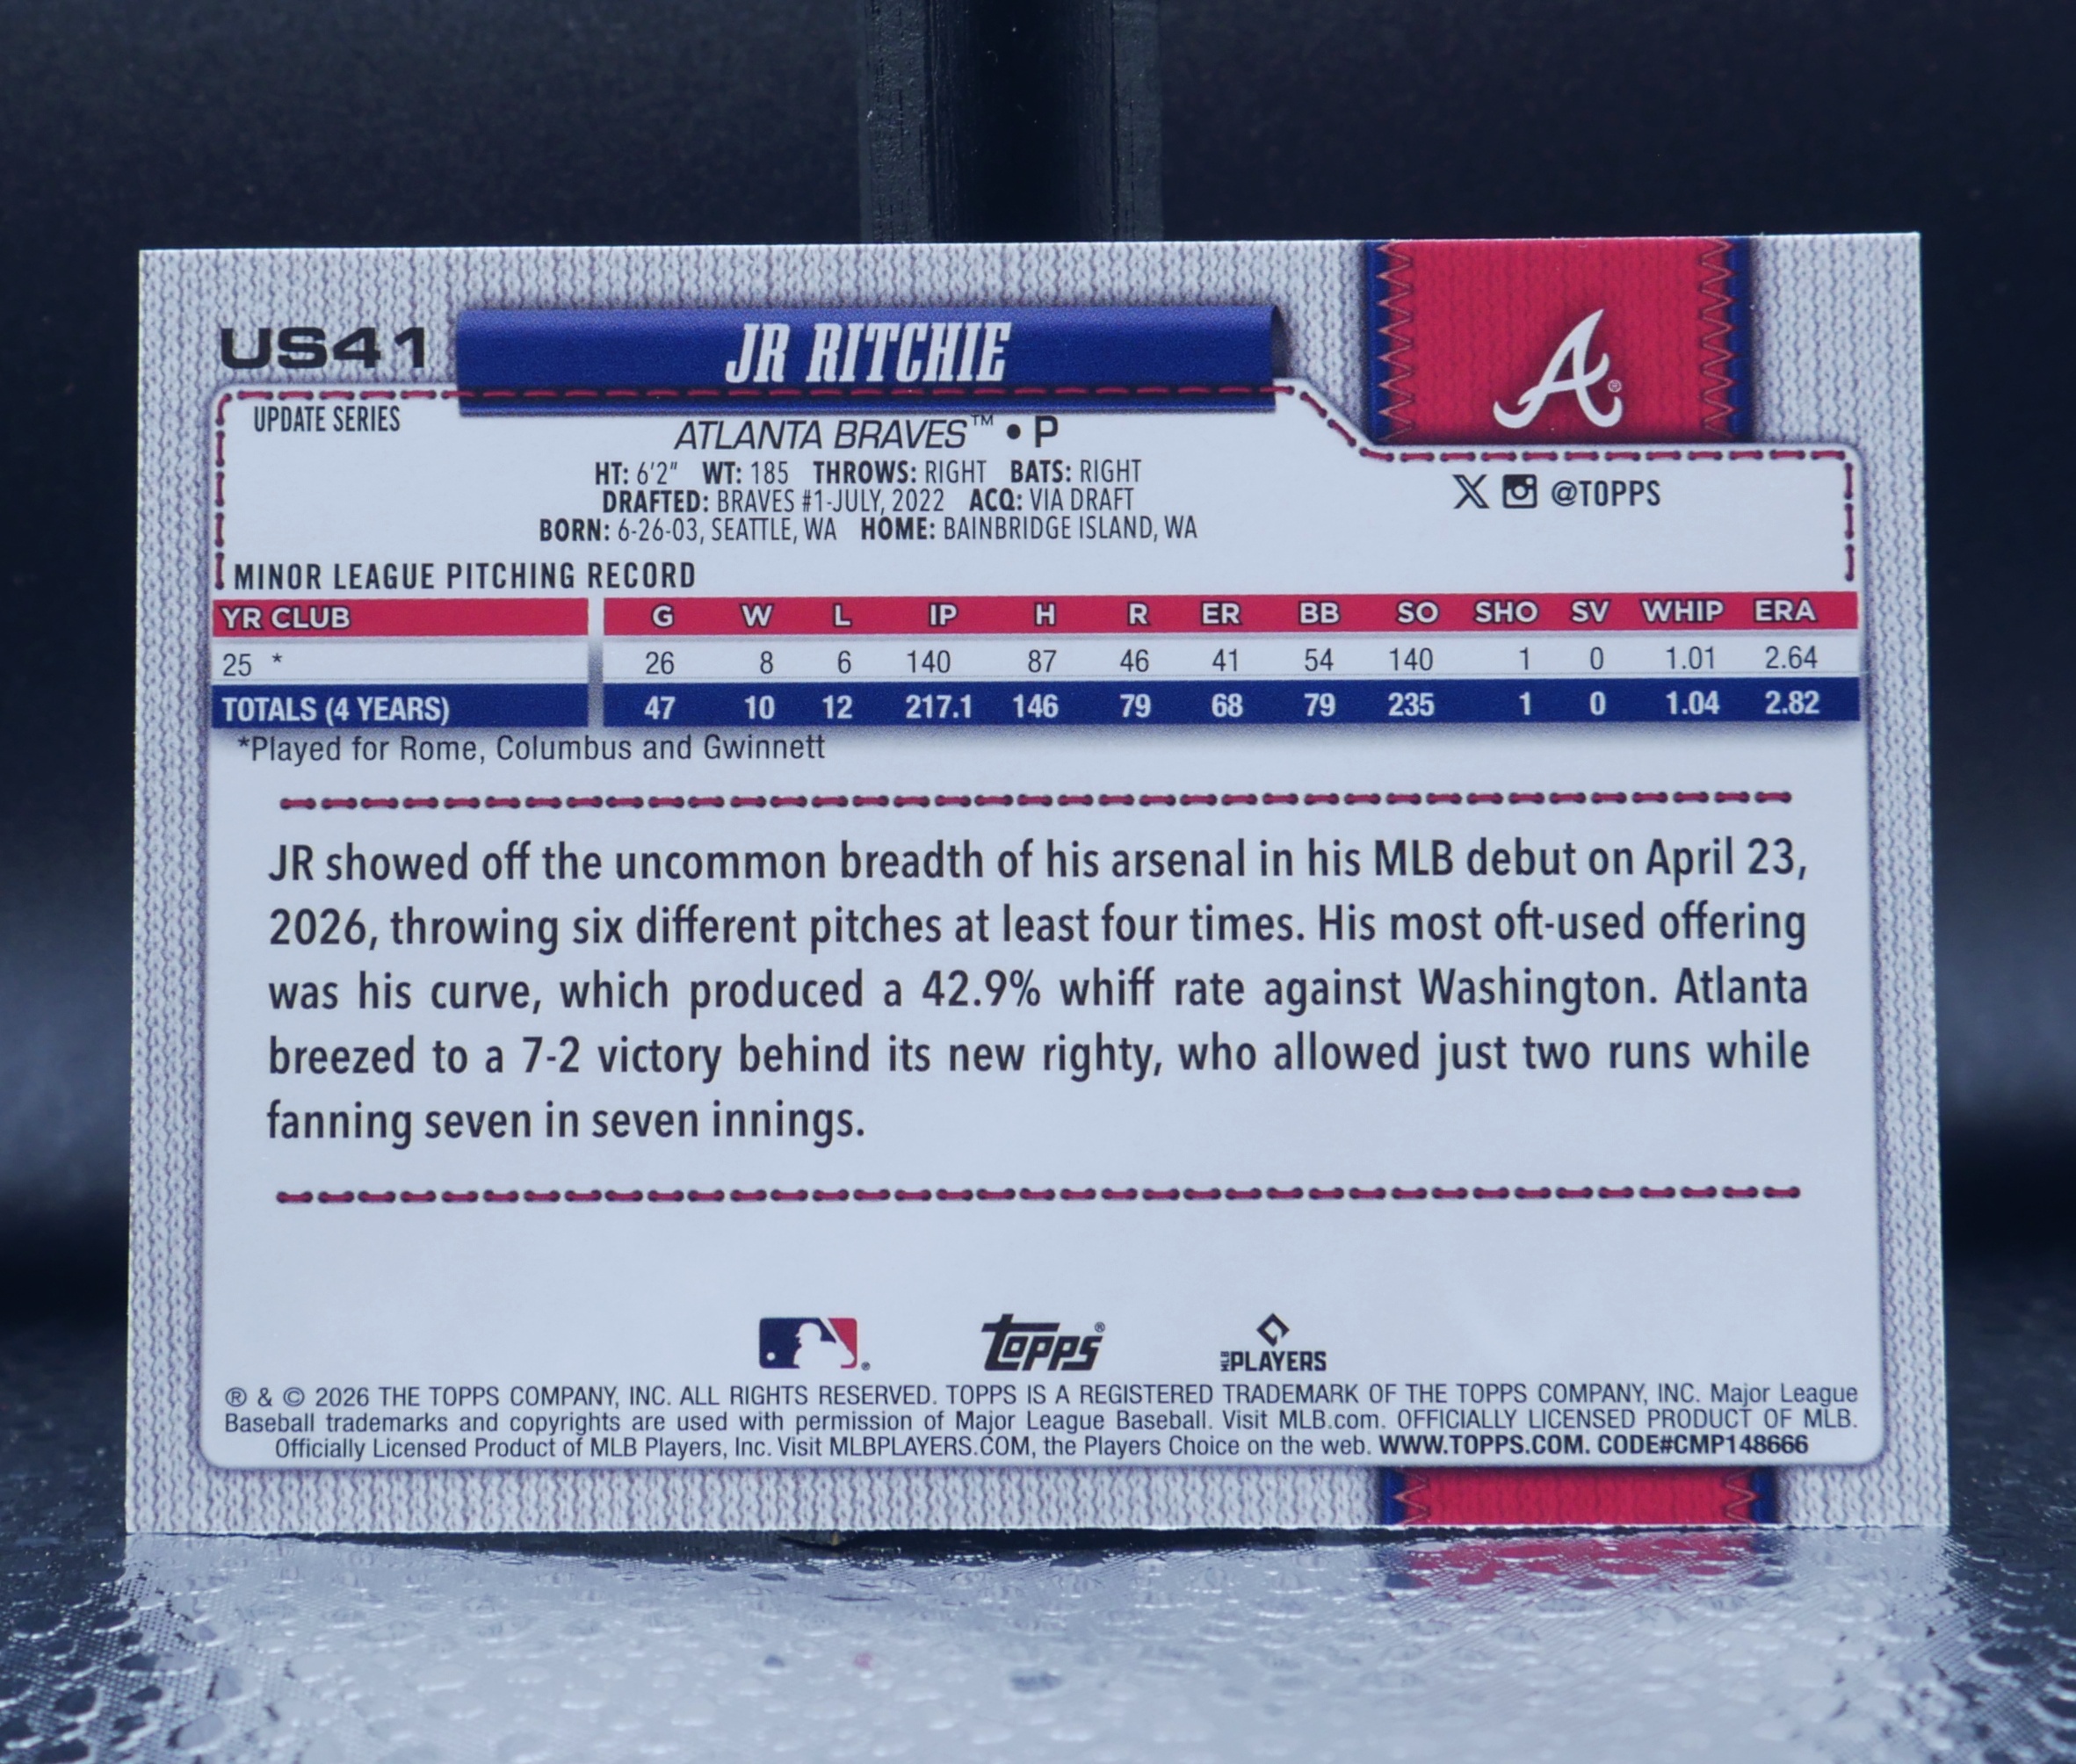 US41
JR RITCHIE
A®
UPDATE SERIES
ATLANTA BRAVES™ • P
HT: 6'2" WT: 185 THROWS: RIGHT BATS: RIGHT
DRAFTED: BRAVES #1-JULY, 2022 ACQ: VIA DRAFT
BORN: 6-26-03, SEATTLE, WA HOME: BAINBRIDGE ISLAND, WA
X @TOPPS
MINOR LEAGUE PITCHING RECORD
YR CLUB G W L IP H R ER BB SO SHO SV WHIP ERA
25 * 26 8 6 140 87 46 41 54 140 1 0 1.01 2.64
TOTALS (4 YEARS) 47 10 12 217.1 146 79 68 79 235 1 0 1.04 2.82
*Played for Rome, Columbus and Gwinnett
JR showed off the uncommon breadth of his arsenal in his MLB debut on April 23,
2026, throwing six different pitches at least four times. His most oft-used offering
was his curve, which produced a 42.9% whiff rate against Washington. Atlanta
breezed to a 7-2 victory behind its new righty, who allowed just two runs while
fanning seven in seven innings.
Topps®
MLB PLAYERS
® & © 2026 THE TOPPS COMPANY, INC. ALL RIGHTS RESERVED. TOPPS IS A REGISTERED TRADEMARK OF THE TOPPS COMPANY, INC. Major League
Baseball trademarks and copyrights are used with permission of Major League Baseball. Visit MLB.com. OFFICIALLY LICENSED PRODUCT OF MLB.
Officially Licensed Product of MLB Players, Inc. Visit MLBPLAYERS.COM, the Players Choice on the web. WWW.TOPPS.COM. CODE#CMP148666